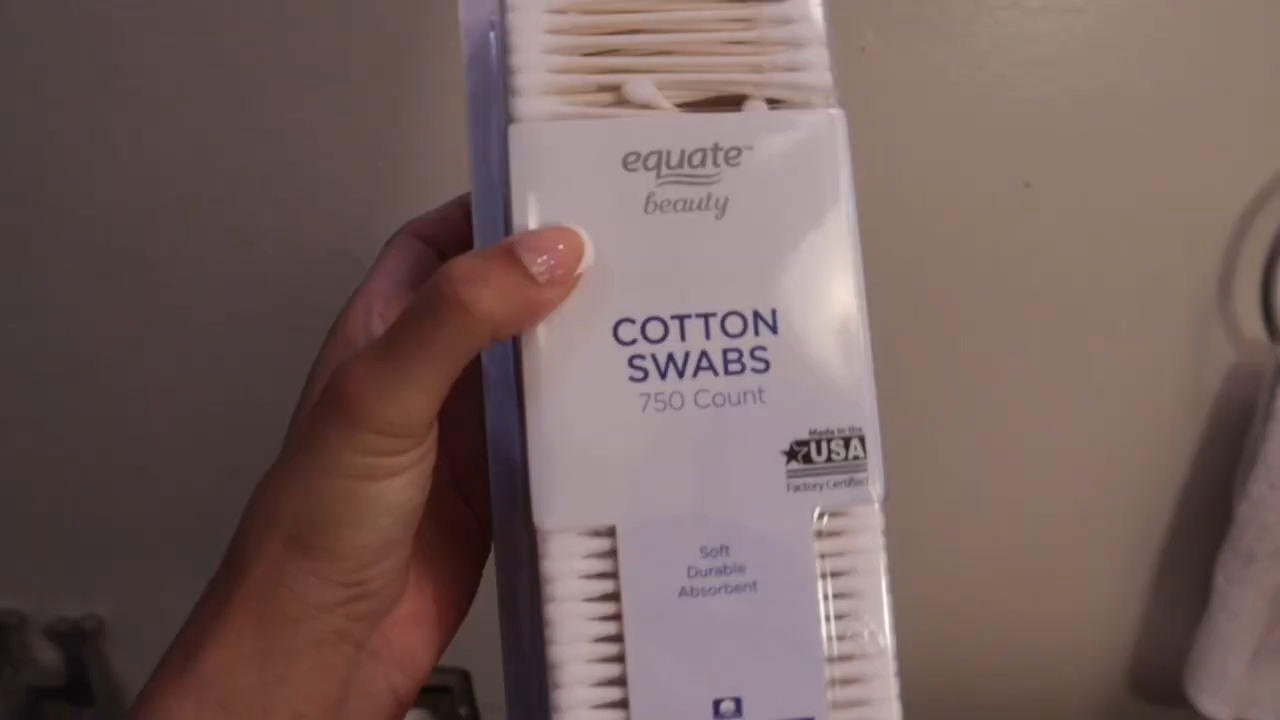 equate™
beauty
COTTON
SWABS
750 Count
Made in the
USA
Factory Certified
Soft
Durable
Absorbent